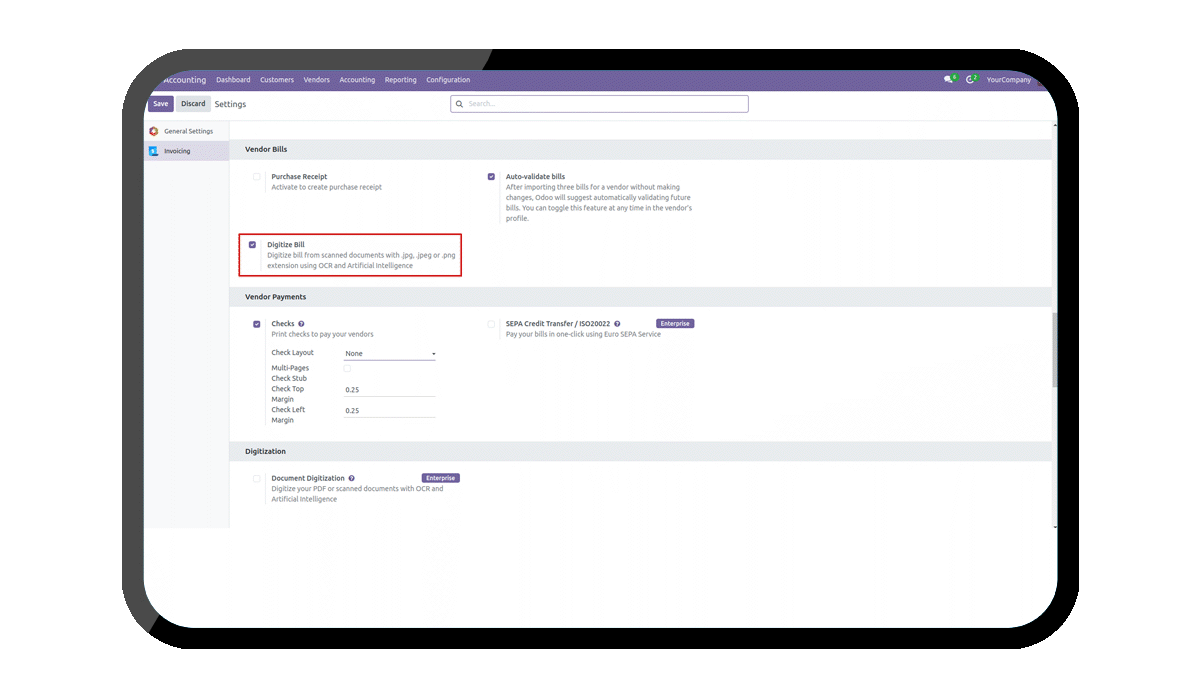 Accounting Dashboard Customers Vendors Accounting Reporting Configuration 6 2 YourCompany
Save Discard Settings Search...
General Settings
Invoicing
Vendor Bills
Purchase Receipt
Activate to create purchase receipt
Auto-validate bills
After importing three bills for a vendor without making
changes, Odoo will suggest automatically validating future
bills. You can toggle this feature at any time in the vendor's
profile.
Digitize Bill
Digitize bill from scanned documents with .jpg, .jpeg or .png
extension using OCR and Artificial Intelligence
Vendor Payments
Checks ?
Print checks to pay your vendors
Check Layout None
Multi-Pages
Check Stub
Check Top 0.25
Margin
Check Left 0.25
Margin
SEPA Credit Transfer / ISO20022 ? Enterprise
Pay your bills in one-click using Euro SEPA Service
Digitization
Document Digitization ? Enterprise
Digitize your PDF or scanned documents with OCR and
Artificial Intelligence